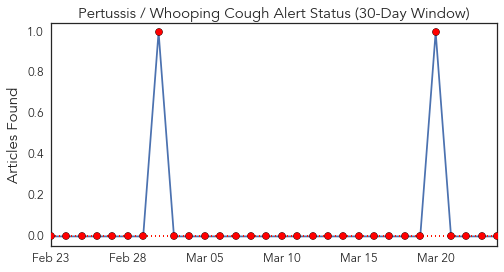 Pertussis / Whooping Cough Alert Status (30-Day Window)
Articles Found
1.0
0.8
0.6
0.4
0.2
0.0
Feb 23 Feb 28 Mar 05 Mar 10 Mar 15 Mar 20